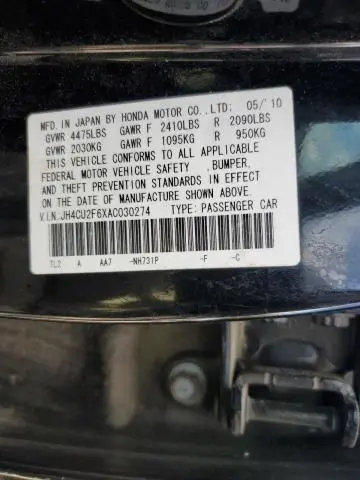 MFD. IN JAPAN BY HONDA MOTOR CO., LTD: 05/'10
GVWR 4475LBS GAWR F 2410LBS R 2090LBS
GVWR 2030KG GAWR F 1095KG R 950KG
THIS VEHICLE CONFORMS TO ALL APPLICABLE
FEDERAL MOTOR VEHICLE SAFETY ,BUMPER,
AND THEFT PREVENTION STANDARDS IN EFFECT
ON THE DATE OF MANUFACTURE SHOWN ABOVE.
V.I.N:JH4CU2F6XAC030274 TYPE: PASSENGER CAR
TL2 A AA7 -NH731P -F -C